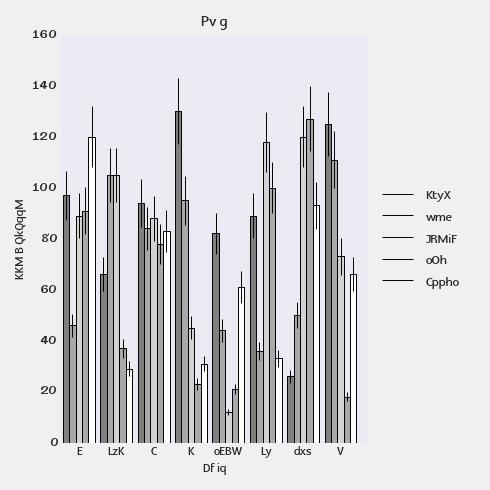 Pv g
160
140
120
100
80
60
40
20
0
KKM B QkQqqM
E LzK C K oEBW Ly dxs V
Df iq
KtyX
wme
JRMiF
oOh
Cppho